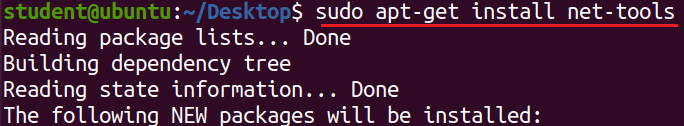 student@ubuntu:~/Desktop$ sudo apt-get install net-tools
Reading package lists... Done
Building dependency tree
Reading state information... Done
The following NEW packages will be installed: